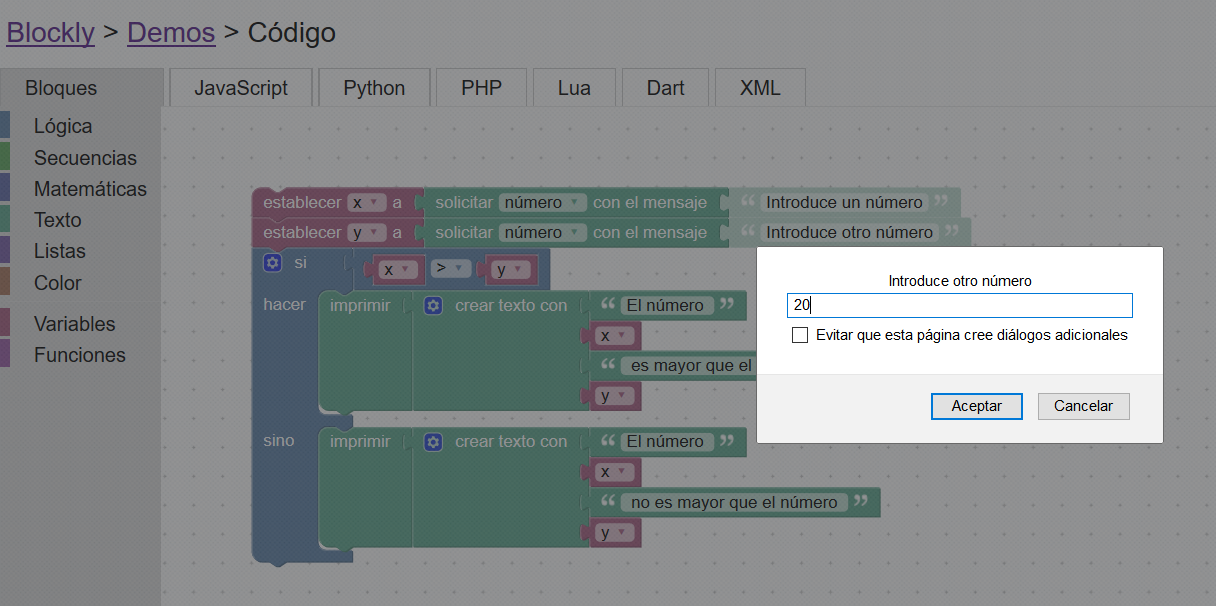 Blockly > Demos > Código
Bloques JavaScript Python PHP Lua Dart XML
Lógica
Secuencias
Matemáticas
Texto
Listas
Color
Variables
Funciones
establecer x a solicitar número con el mensaje “ Introduce un número ”
establecer y a solicitar número con el mensaje “ Introduce otro número ”
si x > y
hacer imprimir crear texto con “ El número ”
x
“ es mayor que el
y
sino imprimir crear texto con “ El número ”
x
“ no es mayor que el número ”
y
Introduce otro número
20
Evitar que esta página cree diálogos adicionales
Aceptar Cancelar